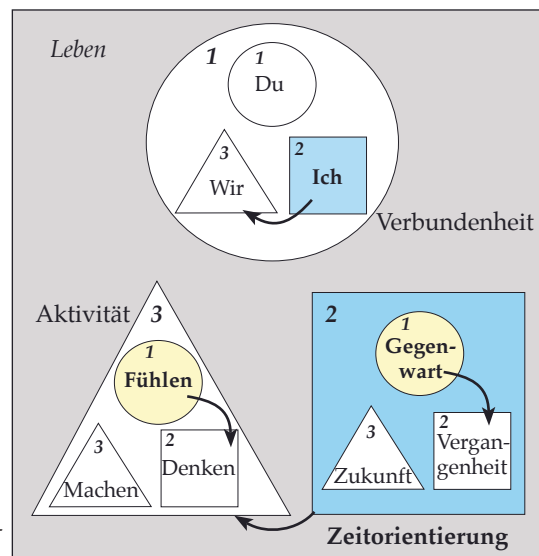 Leben
1
1
Du
3
Wir
2
Ich
Verbundenheit
Aktivität
3
1
Fühlen
3
Machen
2
Denken
2
1
Gegen-
wart
3
Zukunft
2
Vergan-
genheit
Zeitorientierung